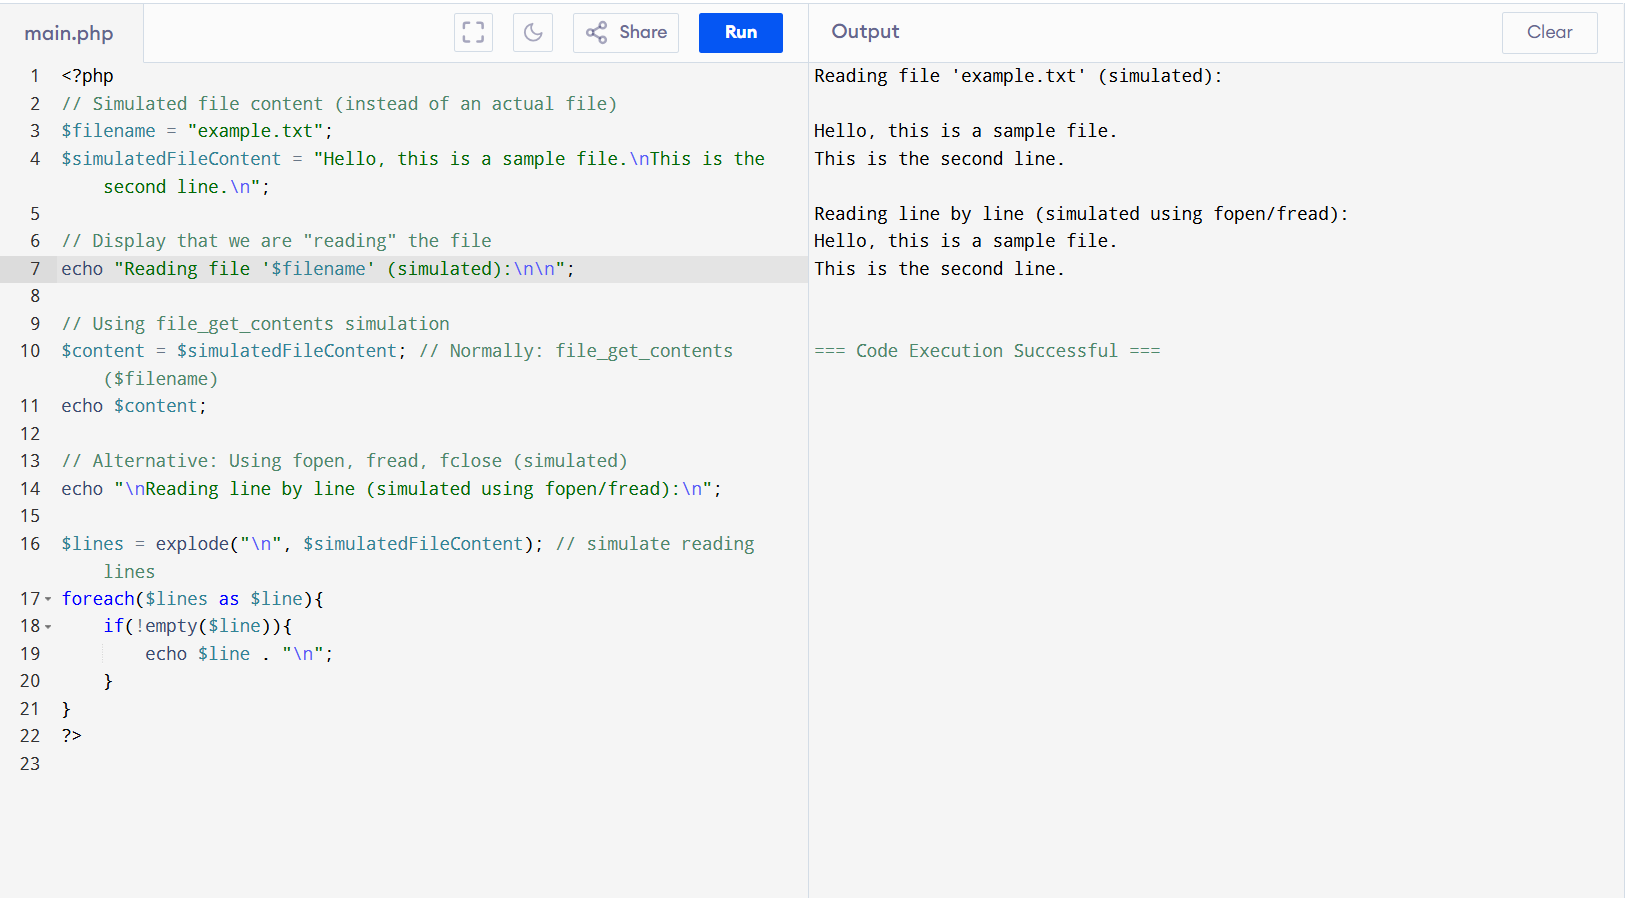 main.php
Share
Run
Output
Clear
1 <?php
2 // Simulated file content (instead of an actual file)
3 $filename = "example.txt";
4 $simulatedFileContent = "Hello, this is a sample file.\nThis is the
second line.\n";
5
6 // Display that we are "reading" the file
7 echo "Reading file '$filename' (simulated):\n\n";
8
9 // Using file_get_contents simulation
10 $content = $simulatedFileContent; // Normally: file_get_contents
($filename)
11 echo $content;
12
13 // Alternative: Using fopen, fread, fclose (simulated)
14 echo "\nReading line by line (simulated using fopen/fread):\n";
15
16 $lines = explode("\n", $simulatedFileContent); // simulate reading
lines
17 foreach($lines as $line){
18 if(!empty($line)){
19 echo $line . "\n";
20 }
21 }
22 ?>
23
Reading file 'example.txt' (simulated):
Hello, this is a sample file.
This is the second line.
Reading line by line (simulated using fopen/fread):
Hello, this is a sample file.
This is the second line.
=== Code Execution Successful ===